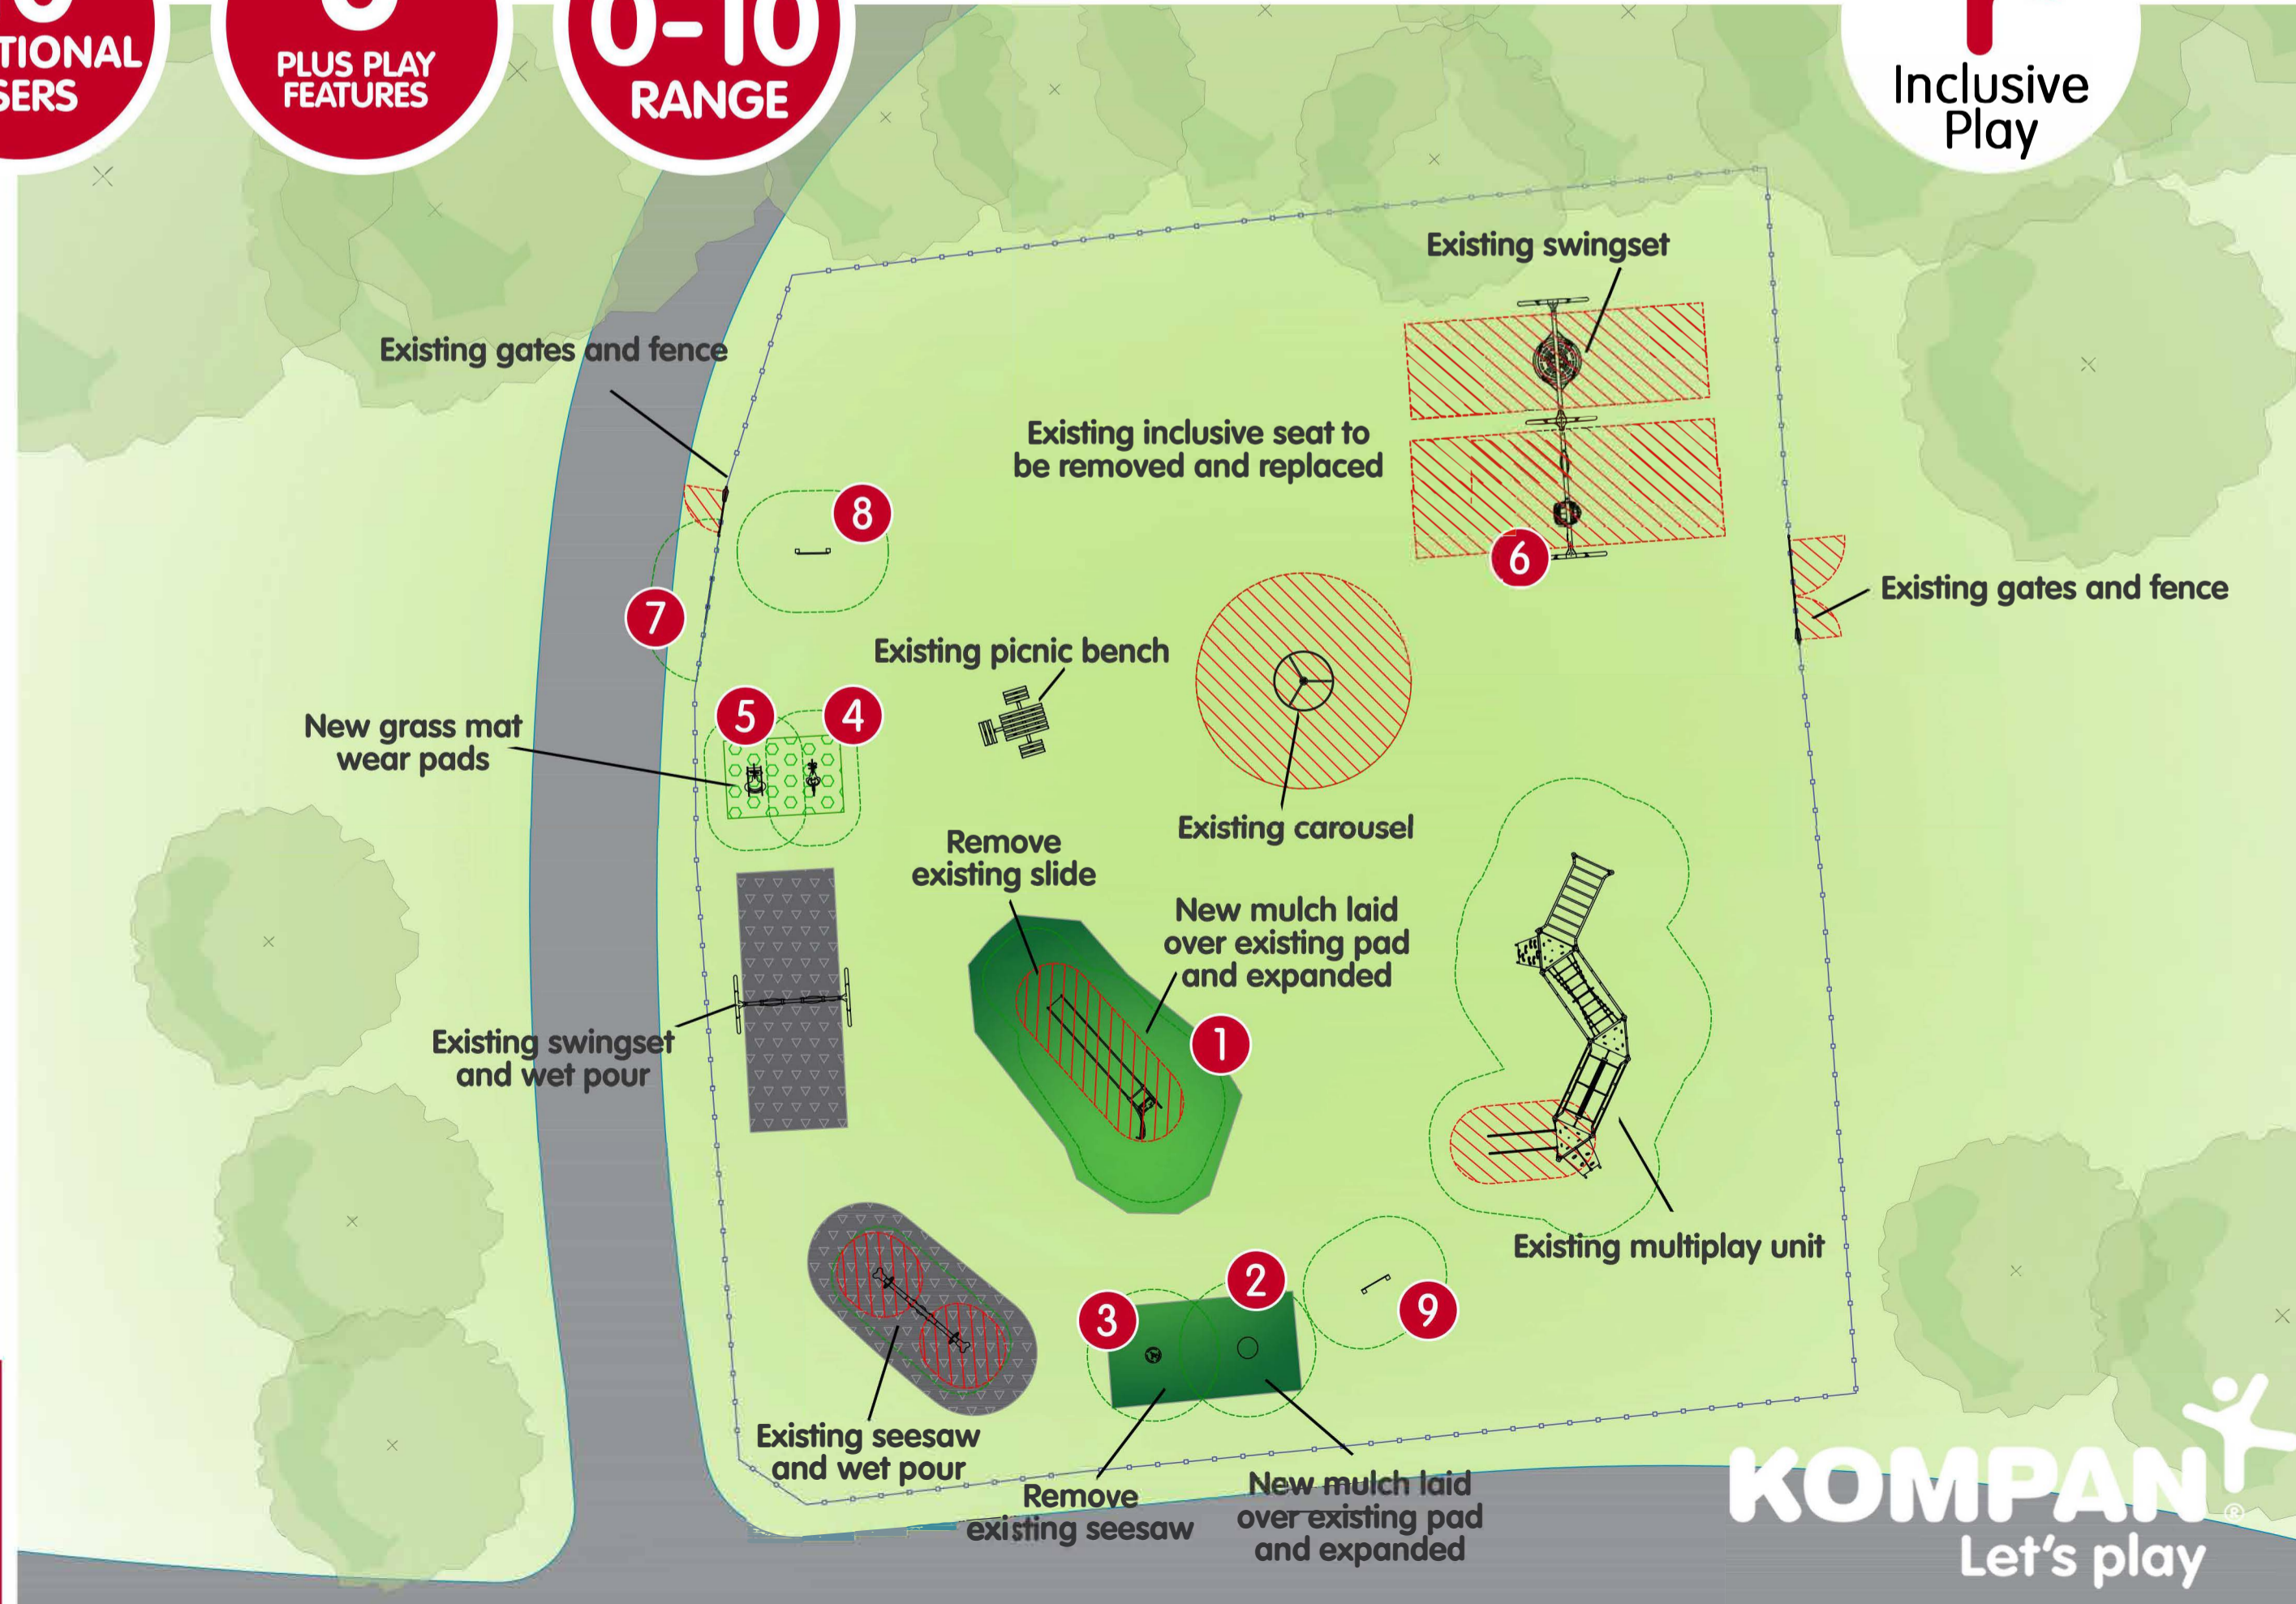 TIONAL
SERS
PLUS PLAY
FEATURES
0-10
RANGE
Inclusive
Play
Existing swingset
Existing gates and fence
Existing inclusive seat to
be removed and replaced
8
6
7
Existing gates and fence
Existing picnic bench
5
4
New grass mat
wear pads
Existing carousel
Remove
existing slide
New mulch laid
over existing pad
and expanded
1
Existing swingset
and wet pour
Existing multiplay unit
2
3
9
Existing seesaw
and wet pour
Remove
existing seesaw
New mulch laid
over existing pad
and expanded
KOMPAN
®
Let's play